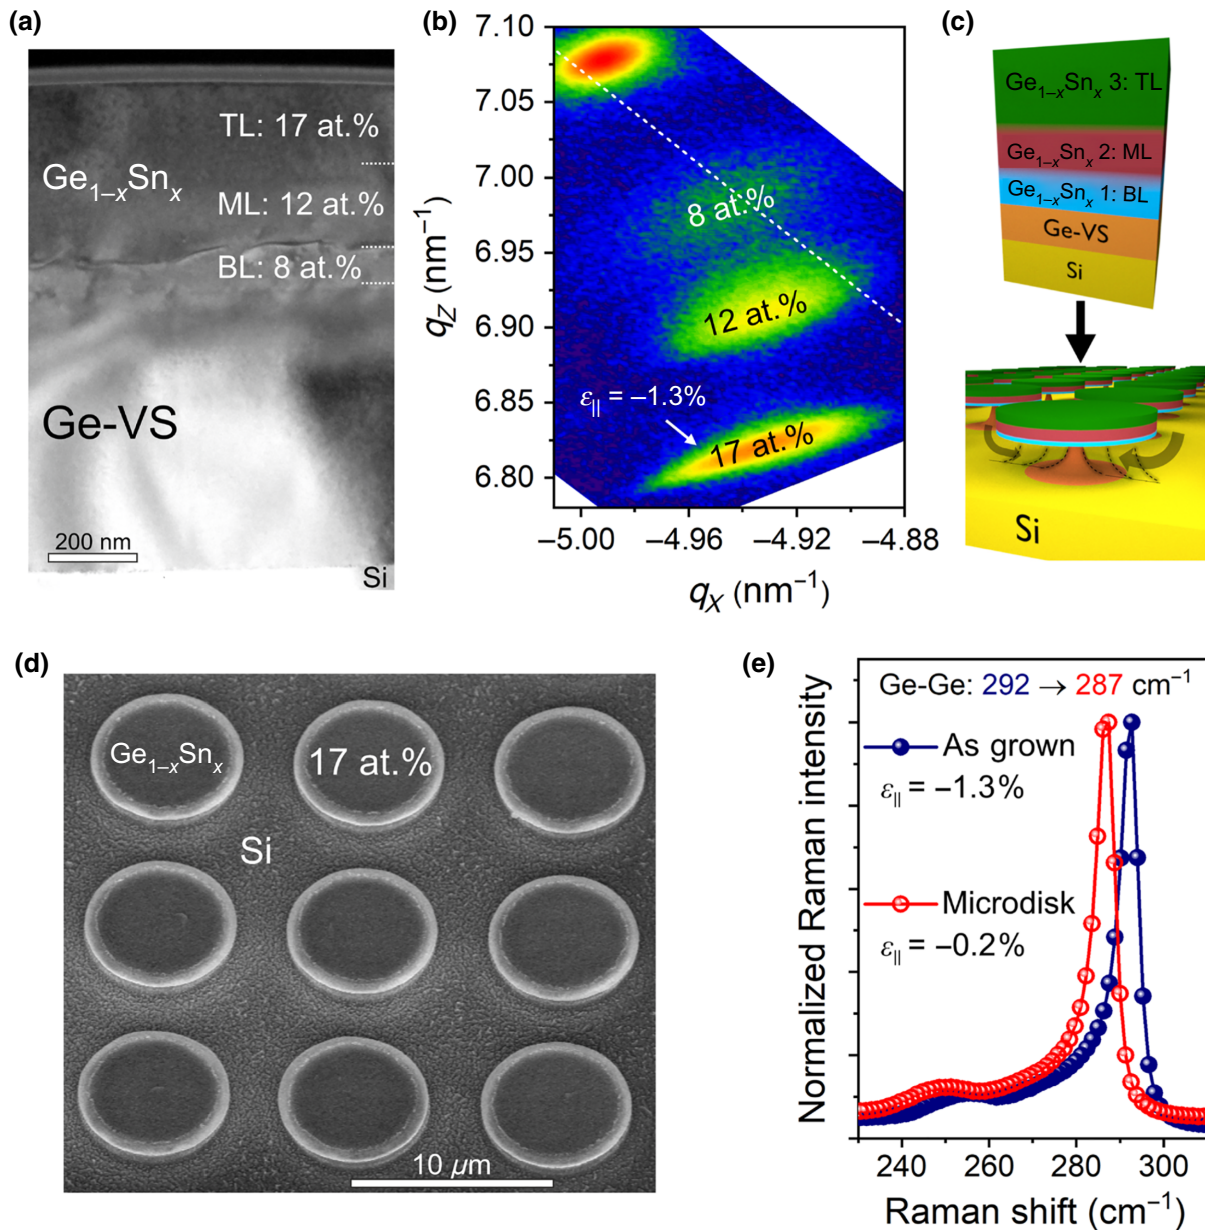 (a)
TL: 17 at.%
Ge1–xSnx
ML: 12 at.%
BL: 8 at.%
Ge-VS
200 nm
Si
(b)
7.10
7.05
7.00
6.95
6.90
6.85
6.80
qZ (nm−1)
8 at.%
12 at.%
ε|| = −1.3%
17 at.%
−5.00 −4.96 −4.92 −4.88
qX (nm−1)
(c)
Ge1–xSnx 3: TL
Ge1–xSnx 2: ML
Ge1–xSnx 1: BL
Ge-VS
Si
Si
(d)
Ge1–xSnx
17 at.%
Si
10 μm
(e)
Normalized Raman intensity
Ge-Ge: 292 → 287 cm−1
As grown
ε|| = −1.3%
Microdisk
ε|| = −0.2%
240 260 280 300
Raman shift (cm−1)